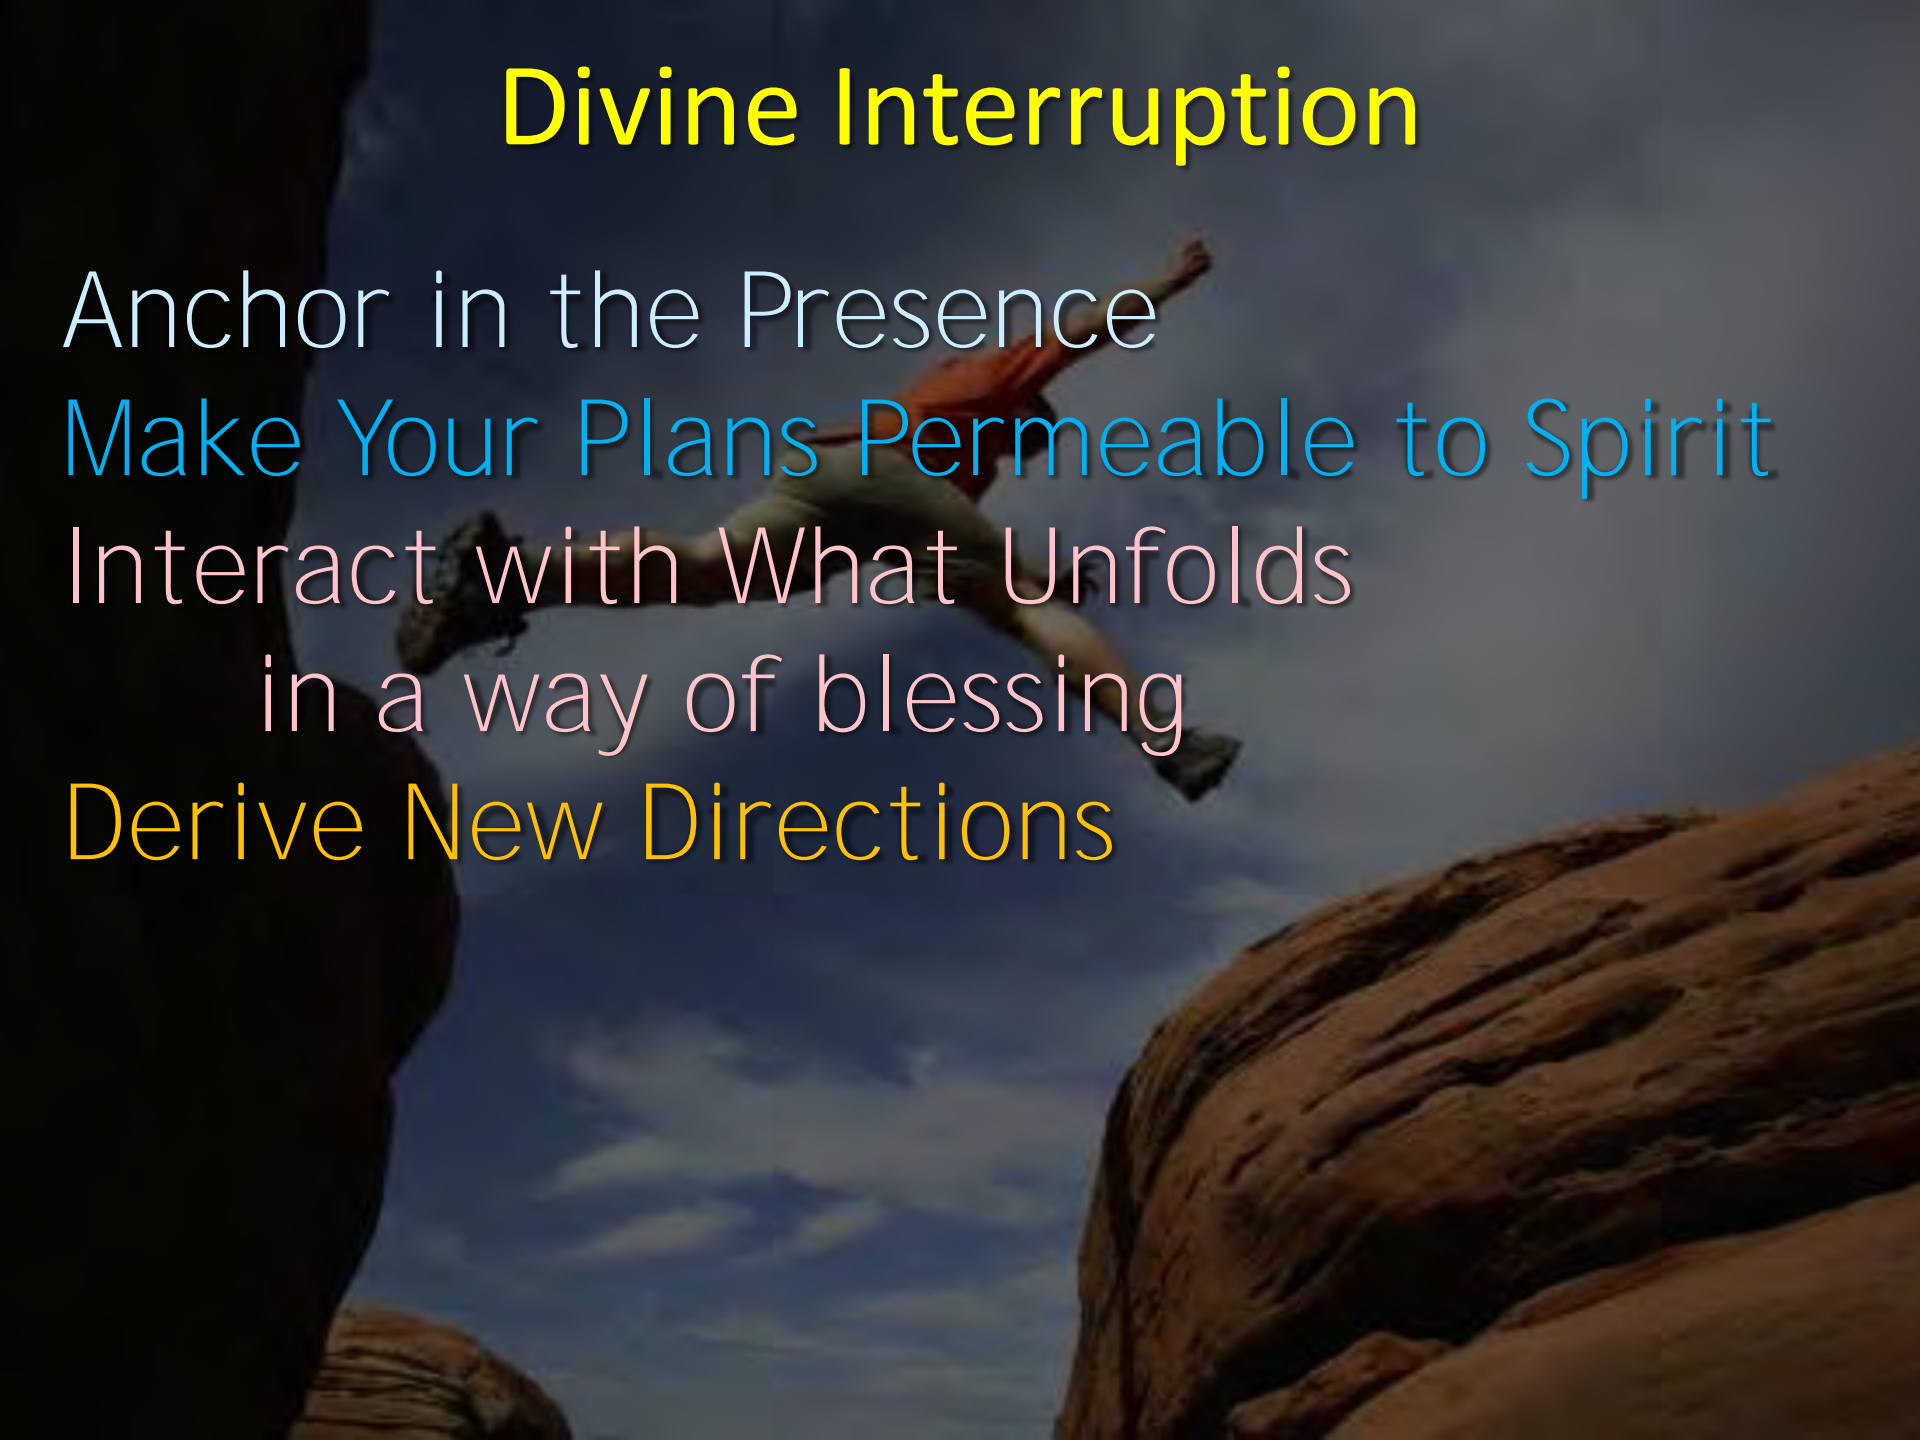 Divine Interruption
Anchor in the Presence
Make Your Plans Permeable to Spirit
Interact with What Unfolds
in a way of blessing
Derive New Directions